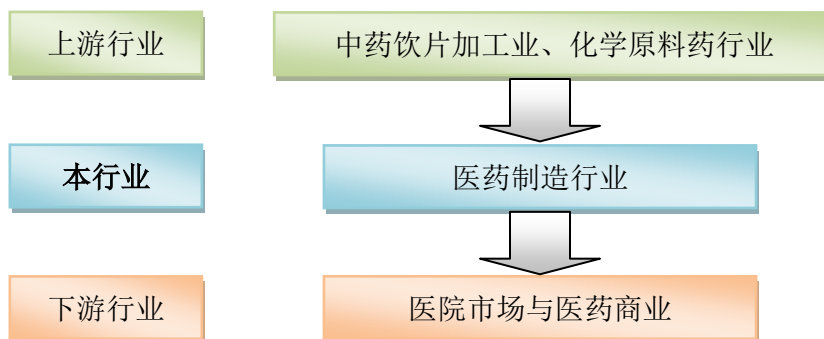 上游行业
中药饮片加工业、化学原料药行业
本行业
医药制造行业
下游行业
医院市场与医药商业